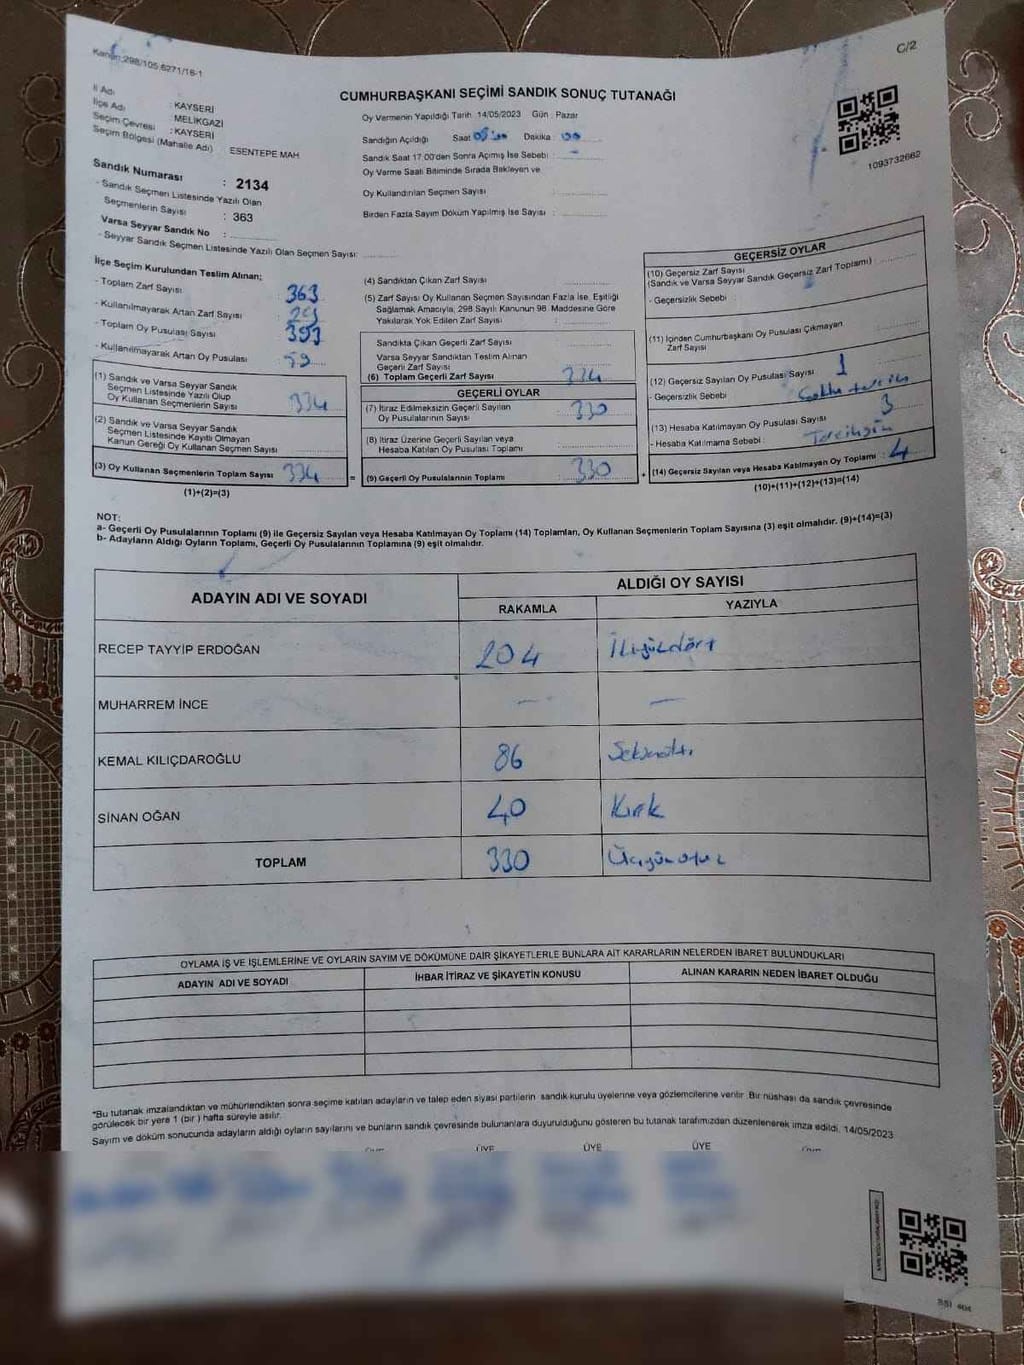 Kanun:298/105,6271/16-1
C/2
CUMHURBAŞKANI SEÇİMİ SANDIK SONUÇ TUTANAĞI
İl Adı : KAYSERİ
İlçe Adı : MELİKGAZİ
Seçim Çevresi : KAYSERİ
Seçim Bölgesi (Mahalle Adı) : ESENTEPE MAH
Sandık Numarası : 2134
- Sandık Seçmen Listesinde Yazılı Olan
Seçmenlerin Sayısı : 363
Varsa Seyyar Sandık No :
- Seyyar Sandık Seçmen Listesinde Yazılı Olan Seçmen Sayısı:
Oy Vermenin Yapıldığı Tarih 14/05/2023 Gün : Pazar
Sandığın Açıldığı Saat Dakika : 00
Sandık Saat 17.00'den Sonra Açımış İse Sebebi : -
Oy Verme Saati Bitiminde Sırada Bekleyen ve
Oy Kullandırılan Seçmen Sayısı :
Birden Fazla Sayım Döküm Yapılmış İse Sayısı :
1093732662
İlçe Seçim Kurulundan Teslim Alınan;
- Toplam Zarf Sayısı : 363
- Kullanılmayarak Artan Zarf Sayısı : 29
- Toplam Oy Pusulası Sayısı : 393
- Kullanılmayarak Artan Oy Pusulası : 59
(1) Sandık ve Varsa Seyyar Sandık
Seçmen Listesinde Yazılı Olup
Oy Kullanan Seçmenlerin Sayısı : 334
(2) Sandık ve Varsa Seyyar Sandık
Seçmen Listesinde Kayıtlı Olmayan
Kanun Gereği Oy Kullanan Seçmen Sayısı :
(3) Oy Kullanan Seçmenlerin Toplam Sayısı : 334
(1)+(2)=(3)
(4) Sandıktan Çıkan Zarf Sayısı :
(5) Zarf Sayısı Oy Kullanan Seçmen Sayısından Fazla İse, Eşitliği
Sağlamak Amacıyla, 298 Sayılı Kanunun 98. Maddesine Göre
Yakılarak Yok Edilen Zarf Sayısı :
Sandıkta Çıkan Geçerli Zarf Sayısı :
Varsa Seyyar Sandıktan Teslim Alınan
Geçerli Zarf Sayısı :
(6) Toplam Geçerli Zarf Sayısı : 334
GEÇERLİ OYLAR
(7) İtiraz Edilmeksizin Geçerli Sayılan
Oy Pusulalarının Sayısı : 330
(8) İtiraz Üzerine Geçerli Sayılan veya
Hesaba Katılan Oy Pusulası Toplamı :
(9) Geçerli Oy Pusulalarının Toplamı : 330
GEÇERSİZ OYLAR
(10) Geçersiz Zarf Sayısı
(Sandık ve Varsa Seyyar Sandık Geçersiz Zarf Toplamı) :
- Geçersizlik Sebebi :
(11) İçinden Cumhurbaşkanı Oy Pusulası Çıkmayan
Zarf Sayısı :
(12) Geçersiz Sayılan Oy Pusulası Sayısı : 1
- Geçersizlik Sebebi :
(13) Hesaba Katılmayan Oy Pusulası Sayısı : 3
- Hesaba Katılmama Sebebi :
(14) Geçersiz Sayılan veya Hesaba Katılmayan Oy Toplamı : 4
(10)+(11)+(12)+(13)=(14)
NOT:
a- Geçerli Oy Pusulalarının Toplamı (9) ile Geçersiz Sayılan veya Hesaba Katılmayan Oy Toplamı (14) Toplamları, Oy Kullanan Seçmenlerin Toplam Sayısına (3) eşit olmalıdır. (9)+(14)=(3)
b- Adayların Aldığı Oyların Toplamı, Geçerli Oy Pusulalarının Toplamına (9) eşit olmalıdır.
ADAYIN ADI VE SOYADI
ALDIĞI OY SAYISI
RAKAMLA YAZIYLA
RECEP TAYYİP ERDOĞAN 204 İkiyüzdört
MUHARREM İNCE - -
KEMAL KILIÇDAROĞLU 86 Seksenaltı
SİNAN OĞAN 40 Kırk
TOPLAM 330 Üçyüzotuz
OYLAMA İŞ VE İŞLEMLERİNE VE OYLARIN SAYIM VE DÖKÜMÜNE DAİR ŞİKAYETLERLE BUNLARA AİT KARARLARIN NELERDEN İBARET BULUNDUKLARI
ADAYIN ADI VE SOYADI İHBAR İTİRAZ VE ŞİKAYETİN KONUSU ALINAN KARARIN NEDEN İBARET OLDUĞU
*Bu tutanak imzalandıktan ve mühürlendikten sonra seçime katılan adayların ve talep eden siyasi partilerin sandık kurulu üyelerine veya gözlemcilerine verilir. Bir nüshası da sandık çevresinde
görülecek bir yere 1 (bir) hafta süreyle asılır.
Sayım ve döküm sonucunda adayların aldığı oyların sayılarını ve bunların sandık çevresinde bulunanlara duyurulduğunu gösteren bu tutanak tarafımızdan düzenlenerek imza edildi. 14/05/2023
ÜYE ÜYE ÜYE ÜYE ÜYE